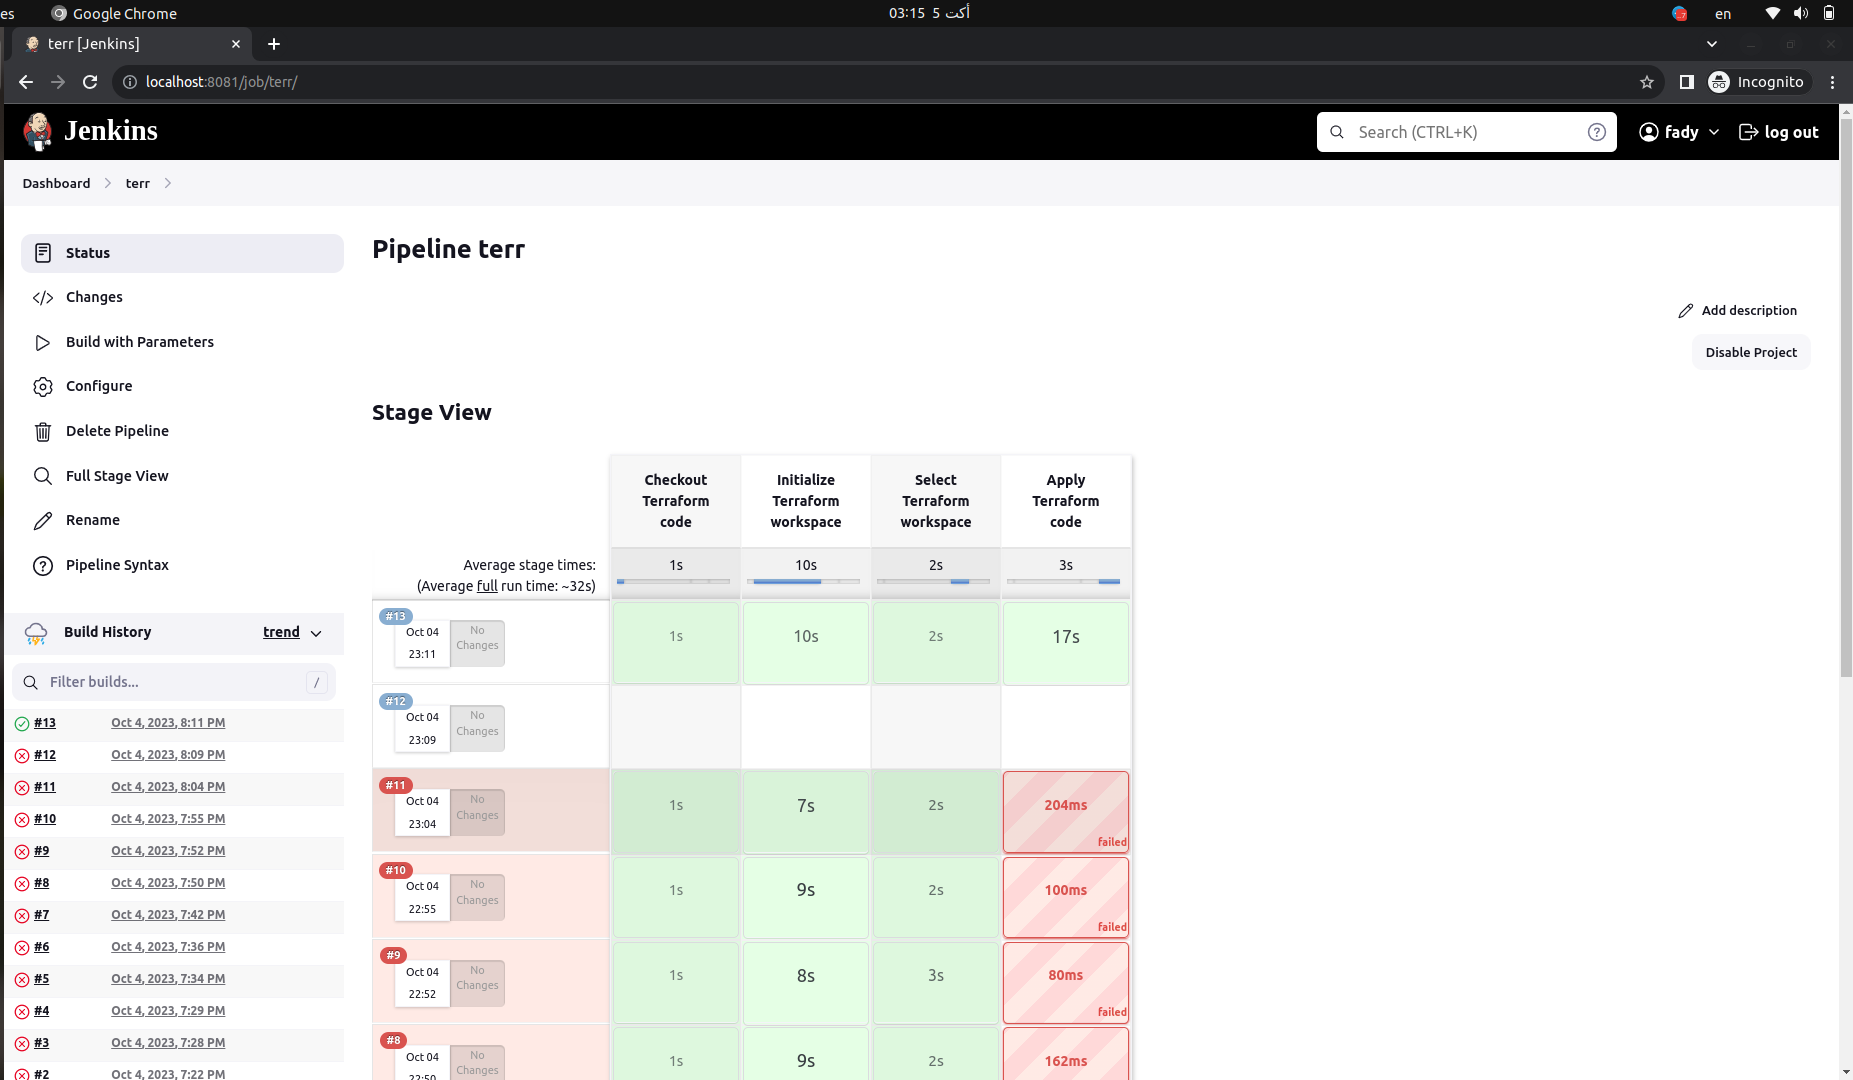 es
Google Chrome
03:15 5 أكت
en
terr [Jenkins]
localhost:8081/job/terr/
Incognito
Jenkins
Search (CTRL+K)
fady
log out
Dashboard
terr
Status
Changes
Build with Parameters
Configure
Delete Pipeline
Full Stage View
Rename
Pipeline Syntax
Build History
trend
Filter builds...
/
#13 Oct 4, 2023, 8:11 PM
#12 Oct 4, 2023, 8:09 PM
#11 Oct 4, 2023, 8:04 PM
#10 Oct 4, 2023, 7:55 PM
#9 Oct 4, 2023, 7:52 PM
#8 Oct 4, 2023, 7:50 PM
#7 Oct 4, 2023, 7:42 PM
#6 Oct 4, 2023, 7:36 PM
#5 Oct 4, 2023, 7:34 PM
#4 Oct 4, 2023, 7:29 PM
#3 Oct 4, 2023, 7:28 PM
#2 Oct 4, 2023, 7:22 PM
Pipeline terr
Add description
Disable Project
Stage View
Checkout
Terraform
code
Initialize
Terraform
workspace
Select
Terraform
workspace
Apply
Terraform
code
Average stage times:
(Average full run time: ~32s)
1s
10s
2s
3s
#13
Oct 04
23:11
No
Changes
1s
10s
2s
17s
#12
Oct 04
23:09
No
Changes
#11
Oct 04
23:04
No
Changes
1s
7s
2s
204ms
failed
#10
Oct 04
22:55
No
Changes
1s
9s
2s
100ms
failed
#9
Oct 04
22:52
No
Changes
1s
8s
3s
80ms
failed
#8
Oct 04
22:50
No
Changes
1s
9s
2s
162ms